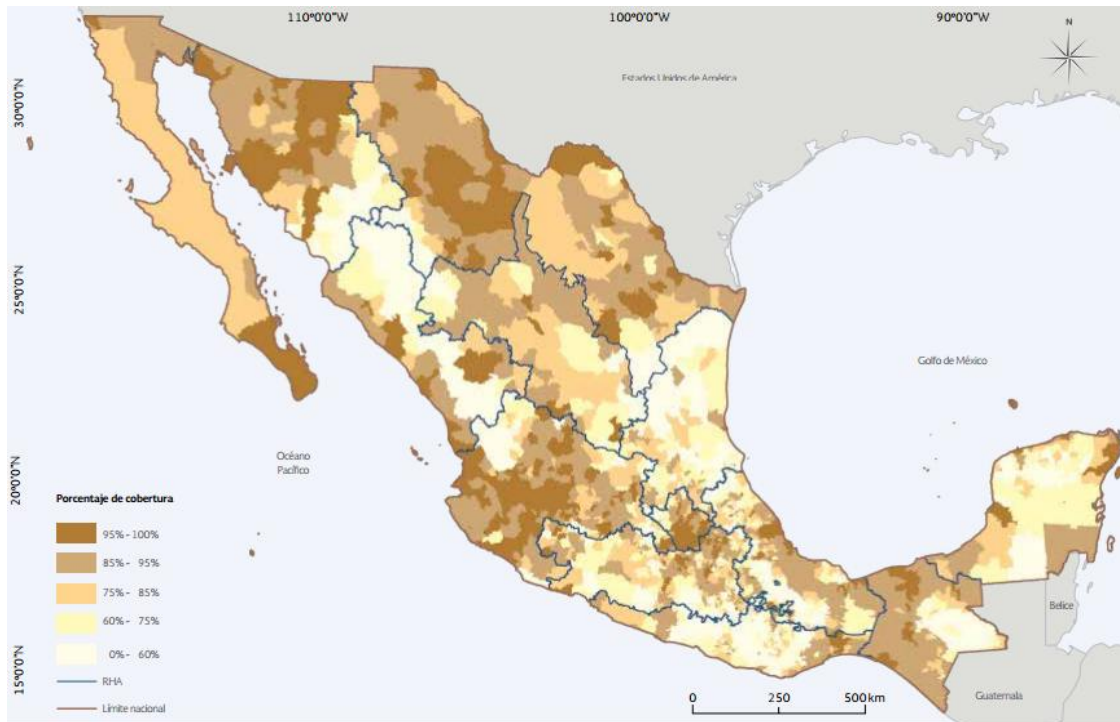 110°0'0"W
100°0'0"W
90°0'0"W
N
Estados Unidos de América
30°0'0"N
25°0'0"N
Golfo de México
Océano
Pacífico
20°0'0"N
Porcentaje de cobertura
95% - 100%
85% - 95%
75% - 85%
60% - 75%
0% - 60%
RHA
Límite nacional
15°0'0"N
Belice
Guatemala
0 250 500 km